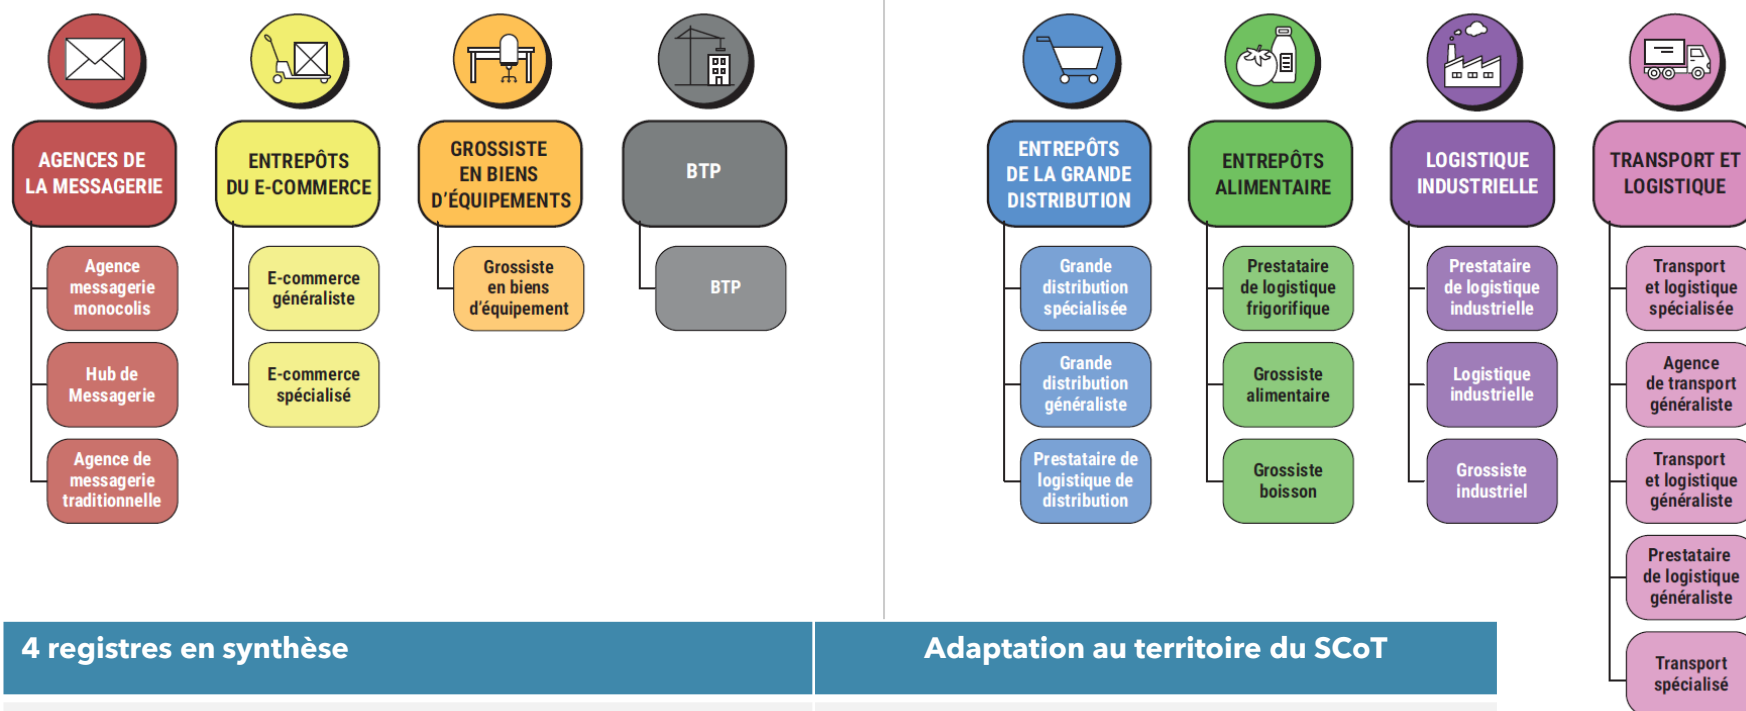 AGENCES DE
LA MESSAGERIE
Agence
messagerie
monocolis
Hub de
Messagerie
Agence de
messagerie
traditionnelle
ENTREPÔTS
DU E-COMMERCE
E-commerce
généraliste
E-commerce
spécialisé
GROSSISTE
EN BIENS
D'ÉQUIPEMENTS
Grossiste
en biens
d'équipement
BTP
BTP
ENTREPÔTS
DE LA GRANDE
DISTRIBUTION
Grande
distribution
spécialisée
Grande
distribution
généraliste
Prestataire de
logistique de
distribution
ENTREPÔTS
ALIMENTAIRE
Prestataire
de logistique
frigorifique
Grossiste
alimentaire
Grossiste
boisson
LOGISTIQUE
INDUSTRIELLE
Prestataire
de logistique
industrielle
Logistique
industrielle
Grossiste
industriel
TRANSPORT ET
LOGISTIQUE
Transport
et logistique
spécialisée
Agence
de transport
généraliste
Transport
et logistique
généraliste
Prestataire
de logistique
généraliste
Transport
spécialisé
4 registres en synthèse
Adaptation au territoire du SCoT